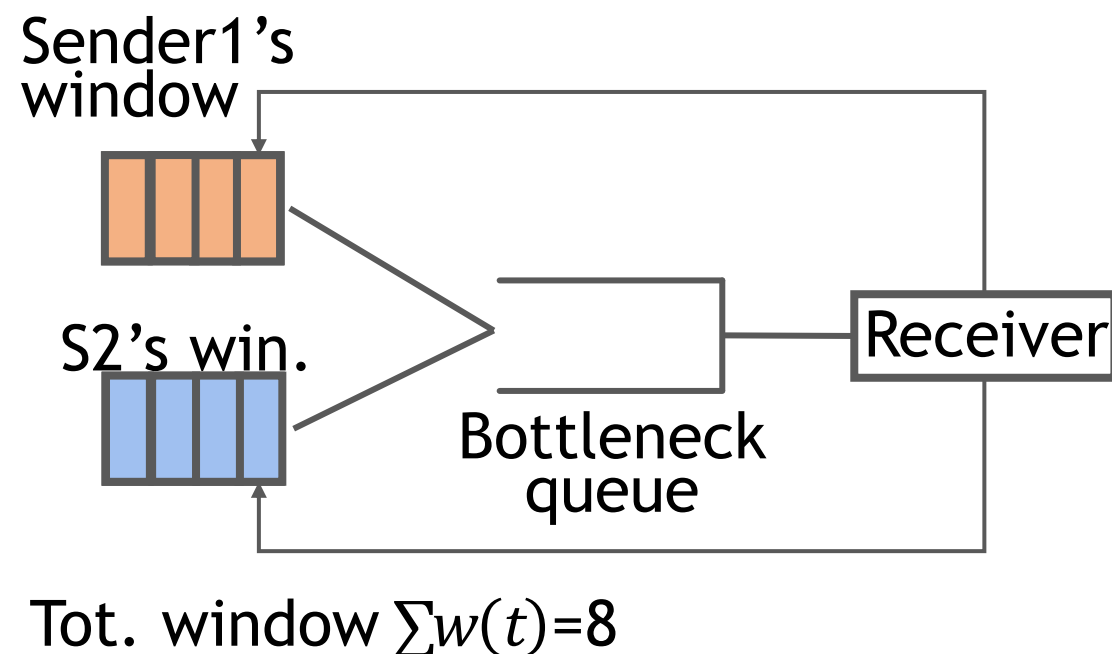 Sender1's
window
S2's win.
Receiver
Bottleneck
queue
Tot. window ∑w(t)=8